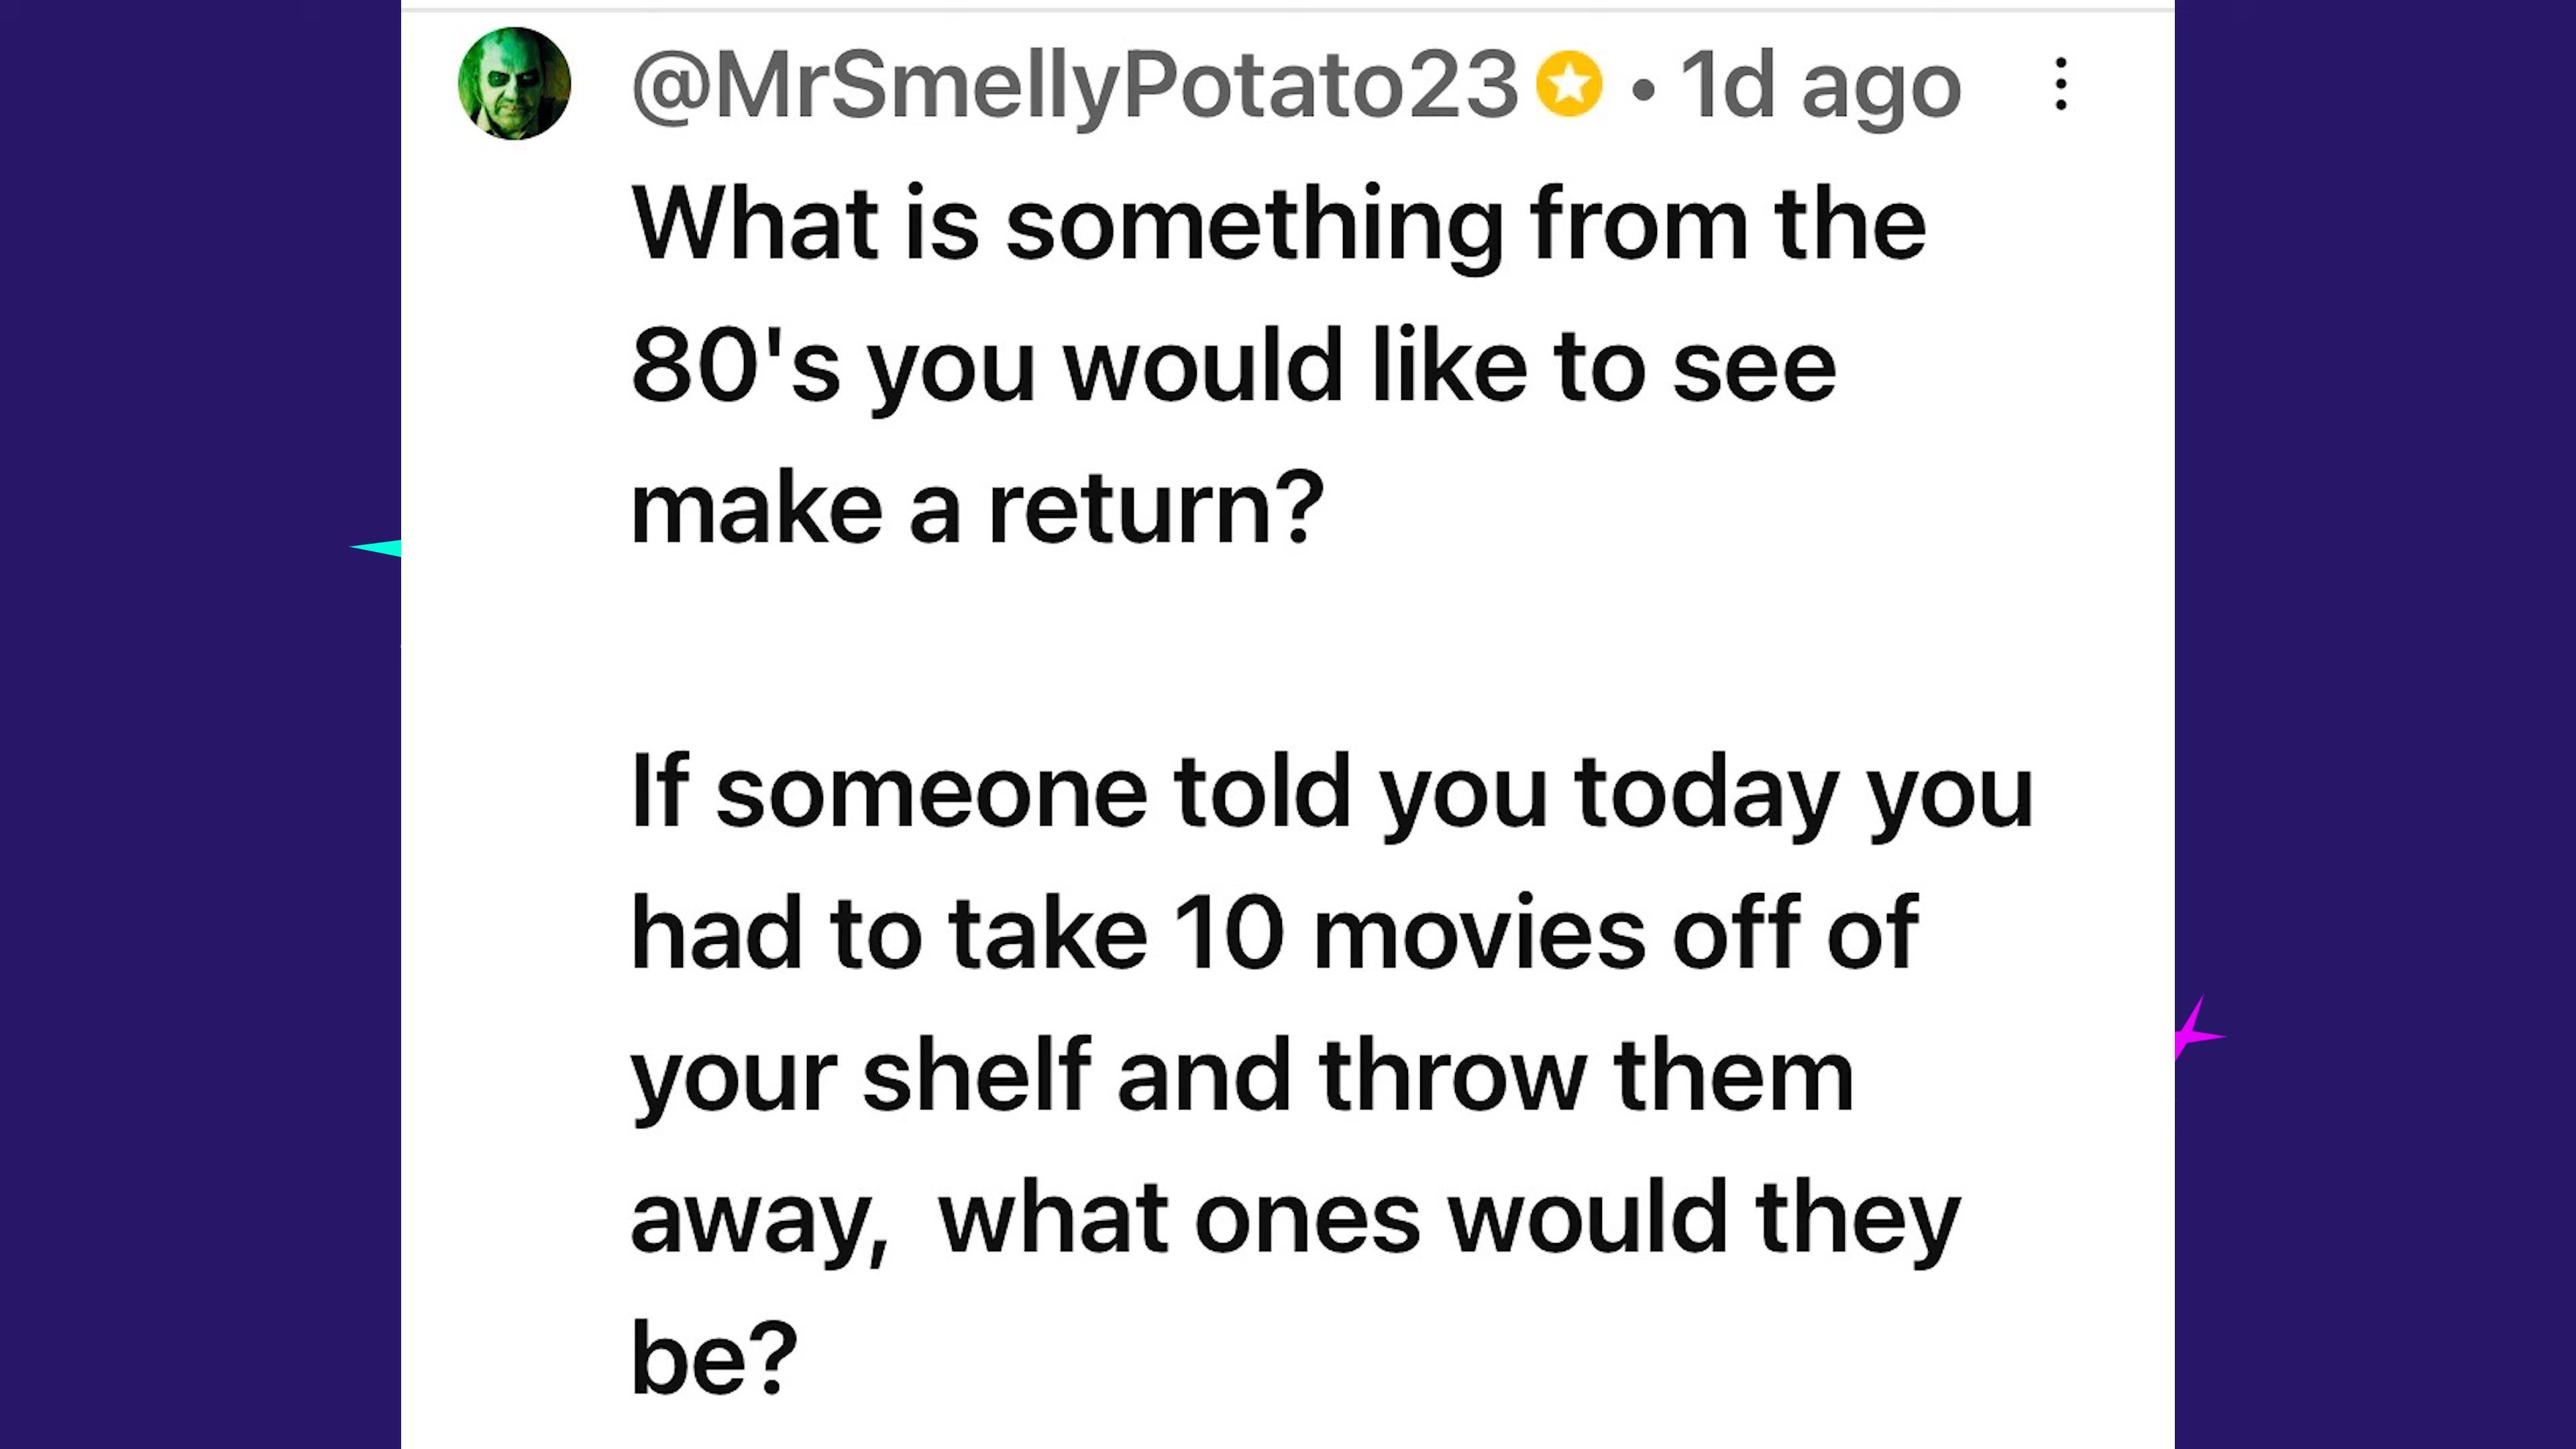 @MrSmellyPotato23 • 1d ago
What is something from the
80's you would like to see
make a return?
If someone told you today you
had to take 10 movies off of
your shelf and throw them
away,  what ones would they
be?